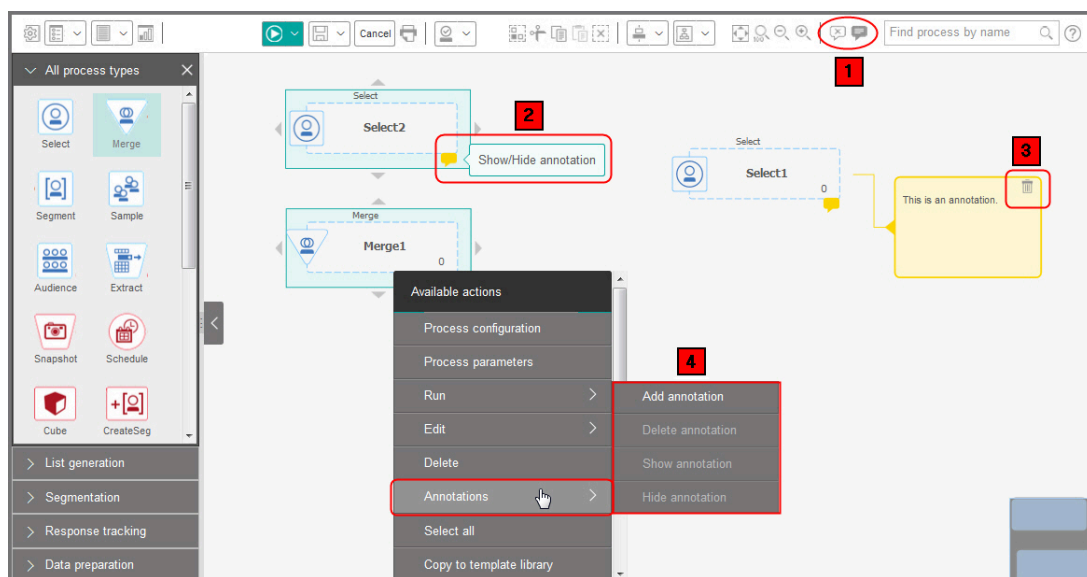 Cancel
Find process by name
1
All process types
Select
Merge
Segment
Sample
Audience
Extract
Snapshot
Schedule
Cube
CreateSeg
List generation
Segmentation
Response tracking
Data preparation
Select
Select2
2
Show/Hide annotation
Merge
Merge1
0
Select
Select1
0
3
This is an annotation.
Available actions
Process configuration
Process parameters
Run
Edit
Delete
Annotations
Select all
Copy to template library
4
Add annotation
Delete annotation
Show annotation
Hide annotation